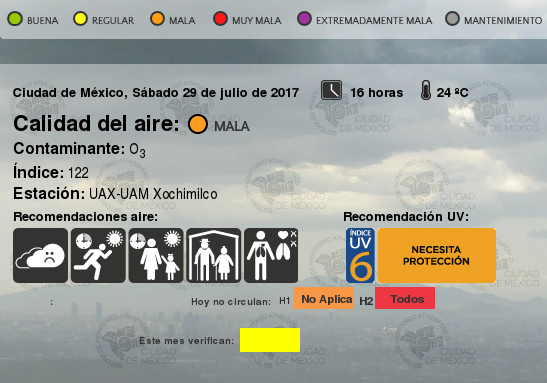 BUENA REGULAR MALA MUY MALA EXTREMADAMENTE MALA MANTENIMIENTO
Ciudad de México, Sábado 29 de julio de 2017 16 horas 24 ºC
Calidad del aire: MALA
Contaminante: O3
Índice: 122
Estación: UAX-UAM Xochimilco
Recomendaciones aire: Recomendación UV:
ÍNDICE
UV
6
NECESITA
PROTECCIÓN
: Hoy no circulan: H1 No Aplica H2 Todos
Este mes verifican:
CIUDAD
DE MÉXICO